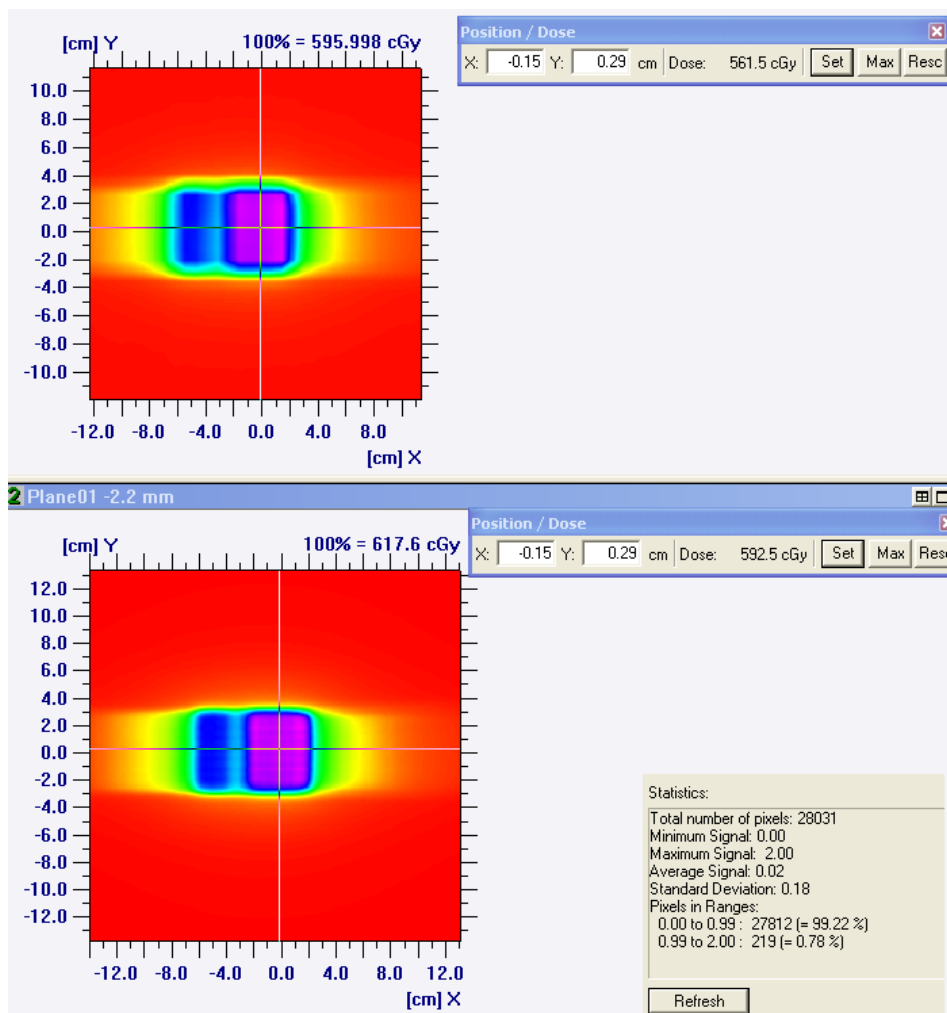 [cm] Y
100% = 595.998 cGy
Position / Dose
X: -0.15 Y: 0.29 cm Dose: 561.5 cGy Set Max Resc
10.0
8.0
6.0
4.0
2.0
0.0
-2.0
-4.0
-6.0
-8.0
-10.0
-12.0 -8.0 -4.0 0.0 4.0 8.0
[cm] X
2 Plane01 -2.2 mm
[cm] Y
100% = 617.6 cGy
Position / Dose
X: -0.15 Y: 0.29 cm Dose: 592.5 cGy Set Max Resc
12.0
10.0
8.0
6.0
4.0
2.0
0.0
-2.0
-4.0
-6.0
-8.0
-10.0
-12.0
-12.0 -8.0 -4.0 0.0 4.0 8.0 12.0
[cm] X
Statistics:
Total number of pixels: 28031
Minimum Signal: 0.00
Maximum Signal: 2.00
Average Signal: 0.02
Standard Deviation: 0.18
Pixels in Ranges:
0.00 to 0.99 : 27812 (= 99.22 %)
0.99 to 2.00 : 219 (= 0.78 %)
Refresh